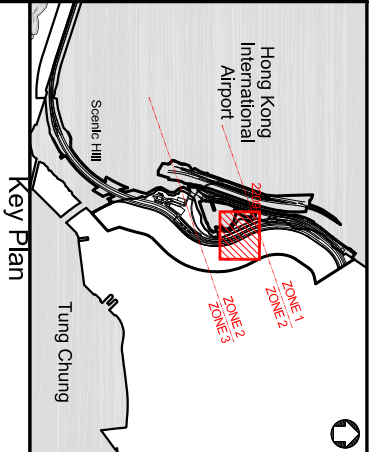 Hong Kong
International
Airport
Scenic Hill
ZONE 1
ZONE 2
ZONE 2
ZONE 3
Tung Chung
Key Plan